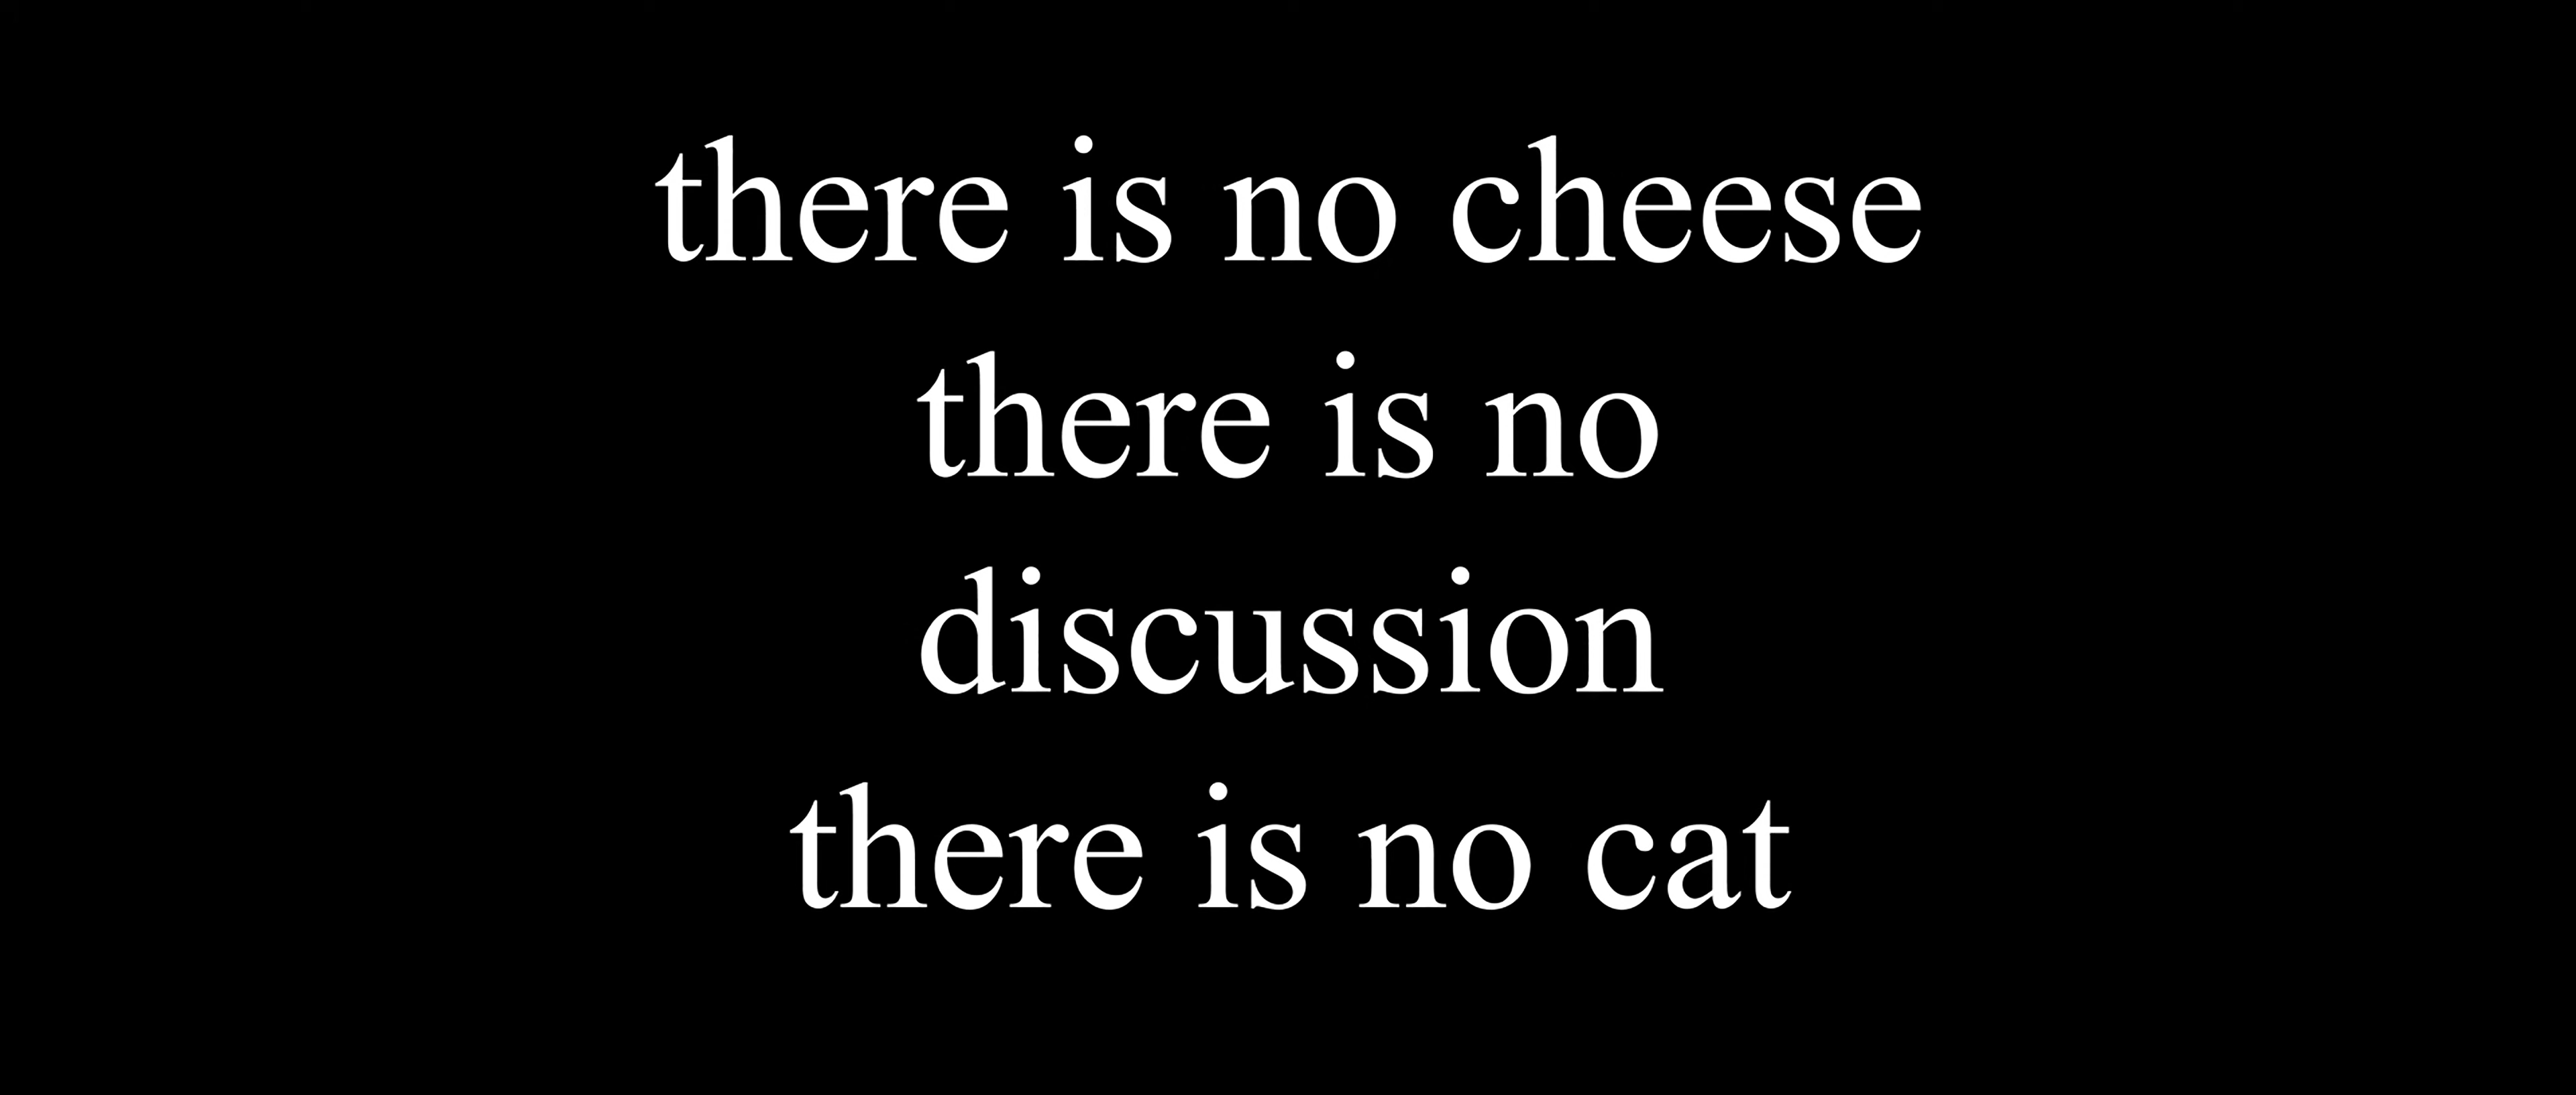 there is no cheese
there is no
discussion
there is no cat